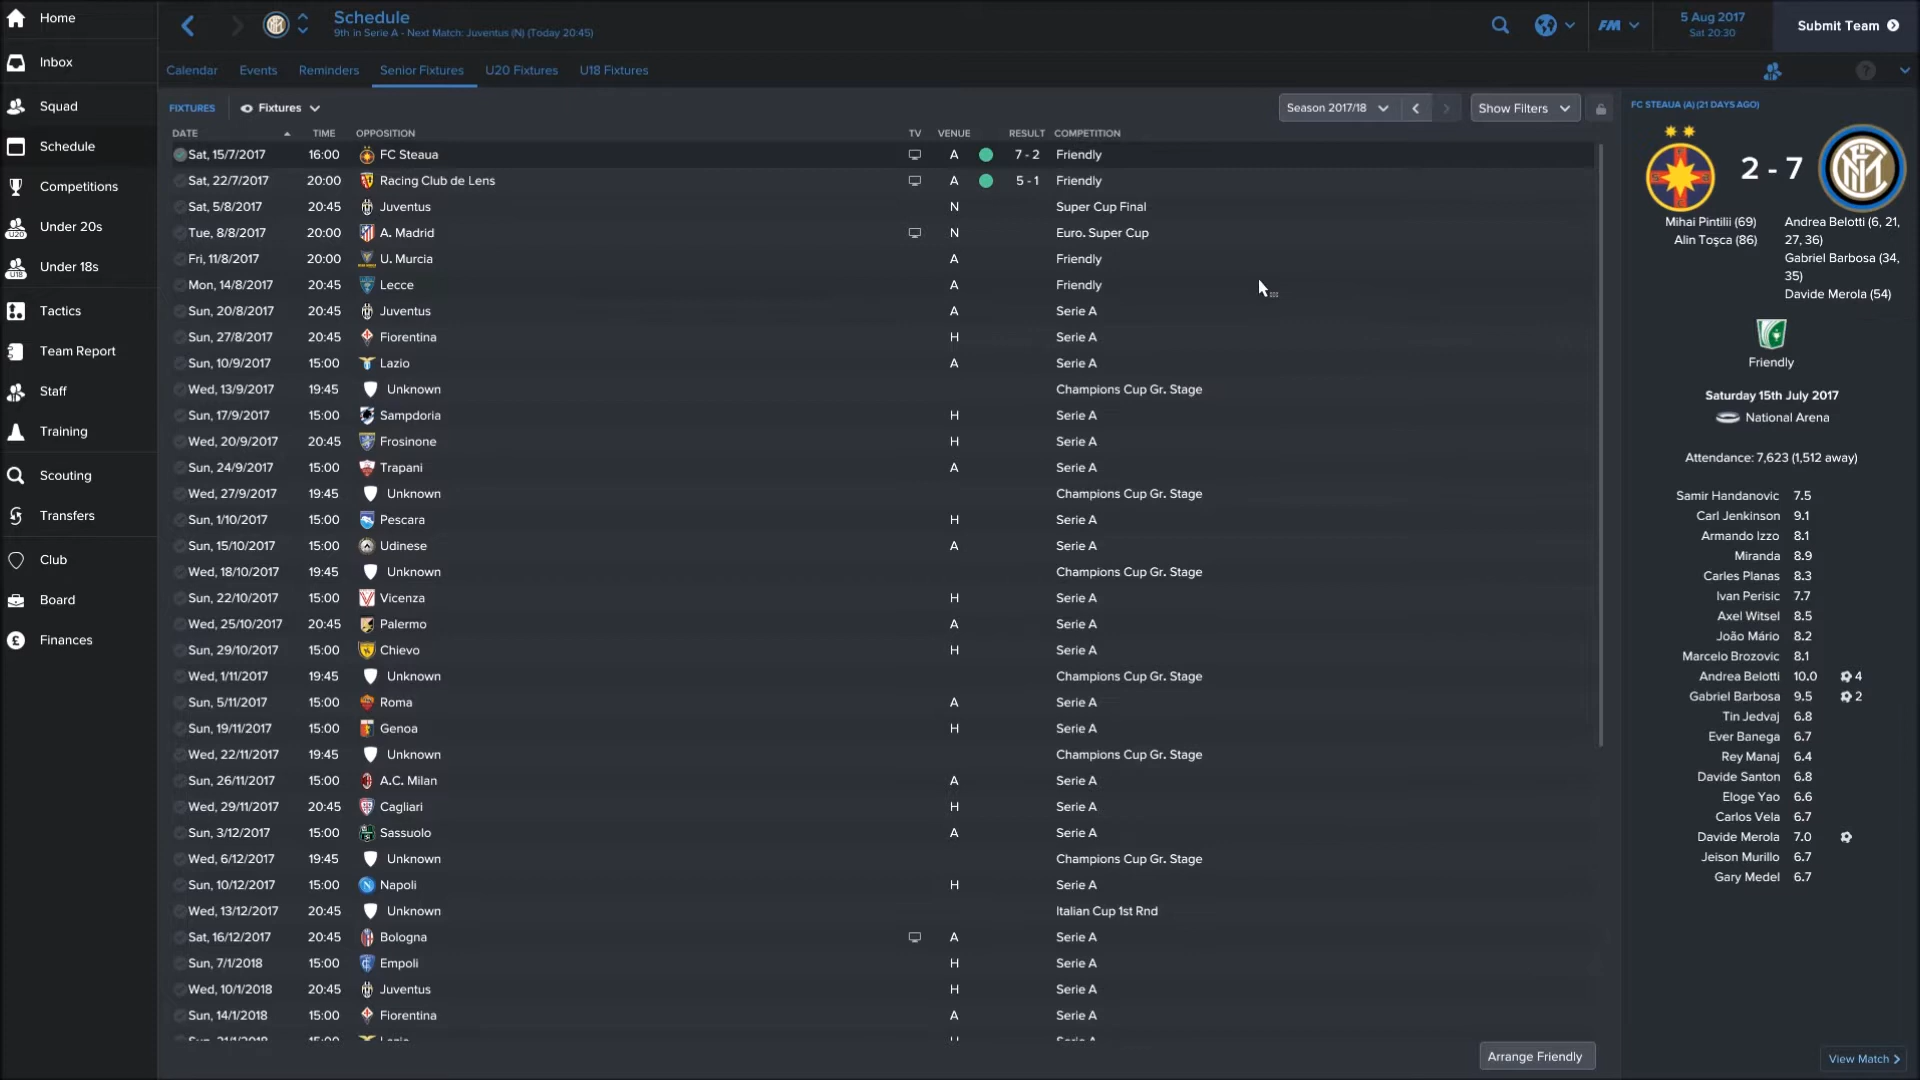 Home
Inbox
Squad
Schedule
Competitions
Under 20s
Under 18s
Tactics
Team Report
Staff
Training
Scouting
Transfers
Club
Board
Finances
Schedule
9th in Serie A - Next Match: Juventus (N) (Today 20:45)
FM
5 Aug 2017
Sat 20:30
Submit Team
Calendar Events Reminders Senior Fixtures U20 Fixtures U18 Fixtures
FIXTURES Fixtures Season 2017/18 Show Filters
DATE TIME OPPOSITION TV VENUE RESULT COMPETITION
Sat, 15/7/2017 16:00 FC Steaua A 7 - 2 Friendly
Sat, 22/7/2017 20:00 Racing Club de Lens A 5 - 1 Friendly
Sat, 5/8/2017 20:45 Juventus N Super Cup Final
Tue, 8/8/2017 20:00 A. Madrid N Euro. Super Cup
Fri, 11/8/2017 20:00 U. Murcia A Friendly
Mon, 14/8/2017 20:45 Lecce A Friendly
Sun, 20/8/2017 20:45 Juventus A Serie A
Sun, 27/8/2017 20:45 Fiorentina H Serie A
Sun, 10/9/2017 15:00 Lazio A Serie A
Wed, 13/9/2017 19:45 Unknown Champions Cup Gr. Stage
Sun, 17/9/2017 15:00 Sampdoria H Serie A
Wed, 20/9/2017 20:45 Frosinone H Serie A
Sun, 24/9/2017 15:00 Trapani A Serie A
Wed, 27/9/2017 19:45 Unknown Champions Cup Gr. Stage
Sun, 1/10/2017 15:00 Pescara H Serie A
Sun, 15/10/2017 15:00 Udinese A Serie A
Wed, 18/10/2017 19:45 Unknown Champions Cup Gr. Stage
Sun, 22/10/2017 15:00 Vicenza H Serie A
Wed, 25/10/2017 20:45 Palermo A Serie A
Sun, 29/10/2017 15:00 Chievo H Serie A
Wed, 1/11/2017 19:45 Unknown Champions Cup Gr. Stage
Sun, 5/11/2017 15:00 Roma A Serie A
Sun, 19/11/2017 15:00 Genoa H Serie A
Wed, 22/11/2017 19:45 Unknown Champions Cup Gr. Stage
Sun, 26/11/2017 15:00 A.C. Milan A Serie A
Wed, 29/11/2017 20:45 Cagliari H Serie A
Sun, 3/12/2017 15:00 Sassuolo A Serie A
Wed, 6/12/2017 19:45 Unknown Champions Cup Gr. Stage
Sun, 10/12/2017 15:00 Napoli H Serie A
Wed, 13/12/2017 20:45 Unknown Italian Cup 1st Rnd
Sat, 16/12/2017 20:45 Bologna A Serie A
Sun, 7/1/2018 15:00 Empoli H Serie A
Wed, 10/1/2018 20:45 Juventus H Serie A
Sun, 14/1/2018 15:00 Fiorentina A Serie A
Arrange Friendly
FC STEAUA (A) (21 DAYS AGO)
2 - 7
Mihai Pintilii (69)
Alin Toşca (86)
Andrea Belotti (6, 21,
27, 36)
Gabriel Barbosa (34,
35)
Davide Merola (54)
Friendly
Saturday 15th July 2017
National Arena
Attendance: 7,623 (1,512 away)
Samir Handanovic 7.5
Carl Jenkinson 9.1
Armando Izzo 8.1
Miranda 8.9
Carles Planas 8.3
Ivan Perisic 7.7
Axel Witsel 8.5
João Mário 8.2
Marcelo Brozovic 8.1
Andrea Belotti 10.0 4
Gabriel Barbosa 9.5 2
Tin Jedvaj 6.8
Ever Banega 6.7
Rey Manaj 6.4
Davide Santon 6.8
Eloge Yao 6.6
Carlos Vela 6.7
Davide Merola 7.0
Jeison Murillo 6.7
Gary Medel 6.7
View Match